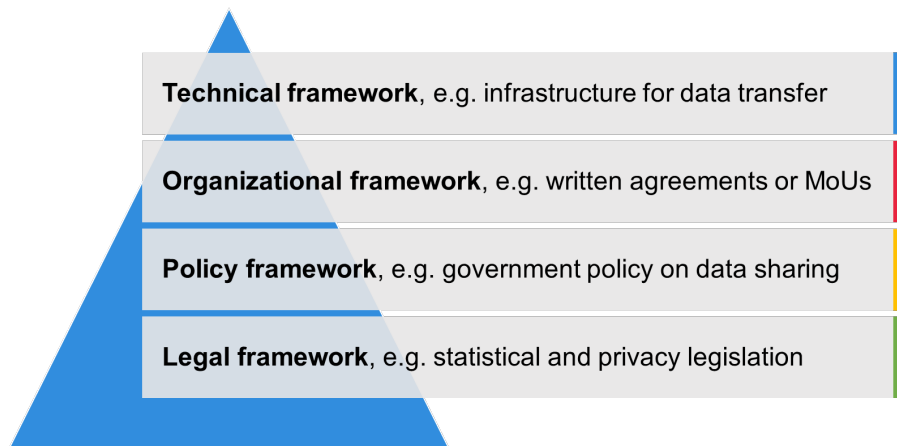 Technical framework, e.g. infrastructure for data transfer
Organizational framework, e.g. written agreements or MoUs
Policy framework, e.g. government policy on data sharing
Legal framework, e.g. statistical and privacy legislation